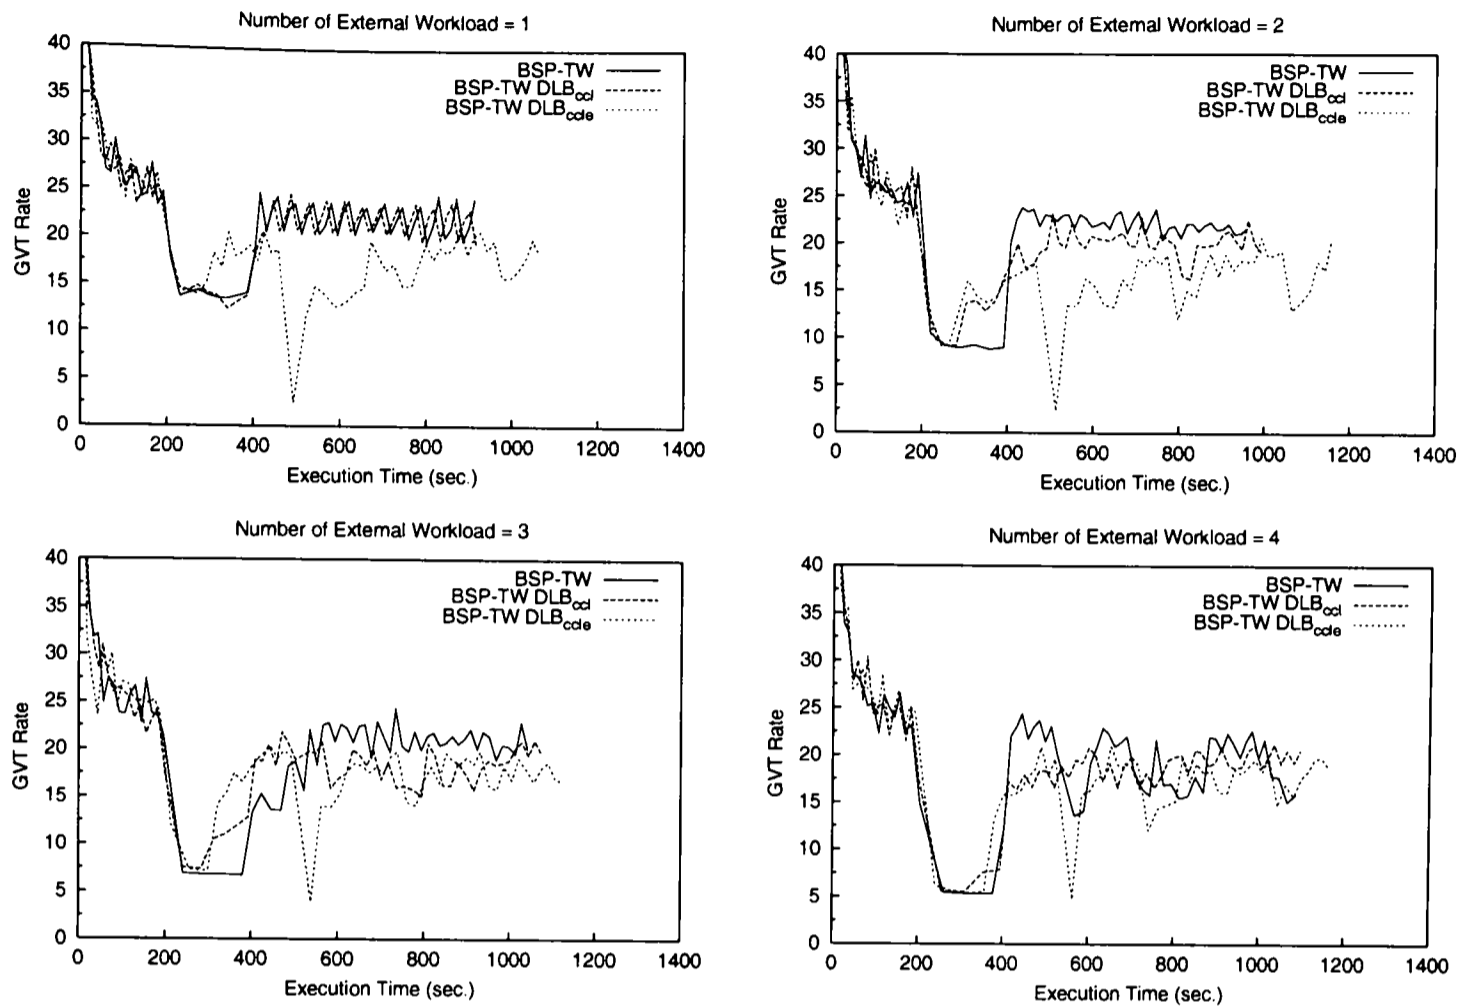 Number of External Workload = 1
40
35
30
25
20
15
10
5
0
GVT Rate
BSP-TW
BSP-TW DLBccl
BSP-TW DLBccle
0 200 400 600 800 1000 1200 1400
Execution Time (sec.)
Number of External Workload = 2
40
35
30
25
20
15
10
5
0
GVT Rate
BSP-TW
BSP-TW DLBccl
BSP-TW DLBccle
0 200 400 600 800 1000 1200 1400
Execution Time (sec.)
Number of External Workload = 3
40
35
30
25
20
15
10
5
0
GVT Rate
BSP-TW
BSP-TW DLBccl
BSP-TW DLBccle
0 200 400 600 800 1000 1200 1400
Execution Time (sec.)
Number of External Workload = 4
40
35
30
25
20
15
10
5
0
GVT Rate
BSP-TW
BSP-TW DLBccl
BSP-TW DLBccle
0 200 400 600 800 1000 1200 1400
Execution Time (sec.)